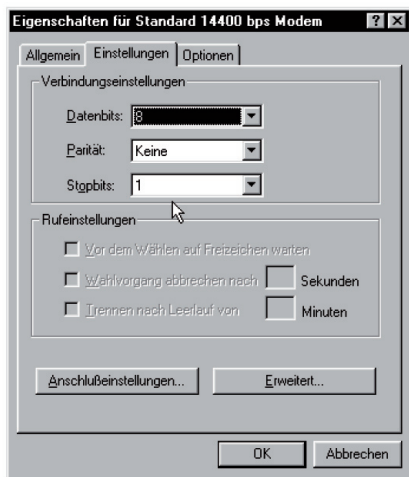 Eigenschaften für Standard 14400 bps Modem
Allgemein Einstellungen Optionen
Verbindungseinstellungen
Datenbits: 8
Parität: Keine
Stopbits: 1
Rufeinstellungen
Vor dem Wählen auf Freizeichen warten
Wahlvorgang abbrechen nach Sekunden
Trennen nach Leerlauf von Minuten
Anschlußeinstellungen... Erweitert...
OK Abbrechen